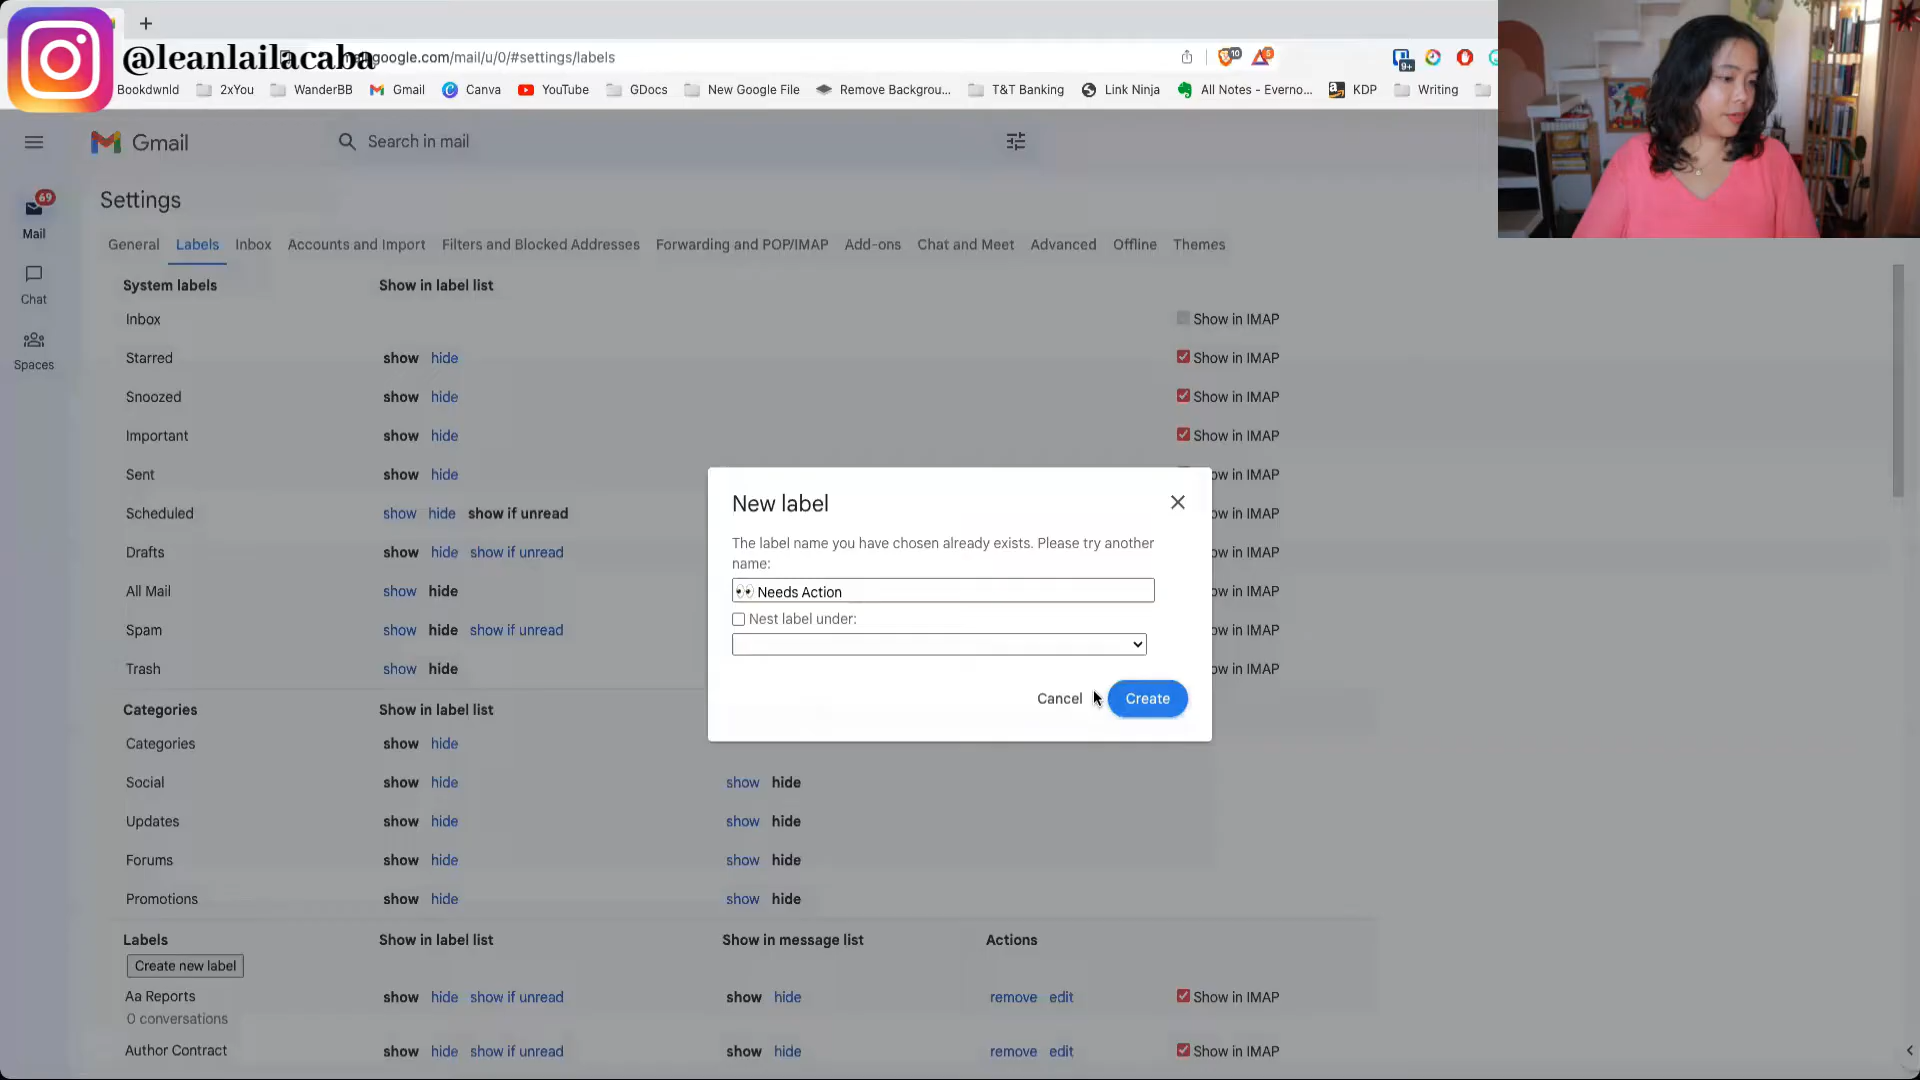 @leanlailacaba
google.com/mail/u/0/#settings/labels
10
5
9+
Bookdwnld 2xYou WanderBB Gmail Canva YouTube GDocs New Google File Remove Backgrou... T&T Banking Link Ninja All Notes - Everno... KDP Writing
Gmail
Search in mail
69
Mail
Chat
Spaces
Settings
General Labels Inbox Accounts and Import Filters and Blocked Addresses Forwarding and POP/IMAP Add-ons Chat and Meet Advanced Offline Themes
System labels Show in label list
Inbox Show in IMAP
Starred show hide Show in IMAP
Snoozed show hide Show in IMAP
Important show hide Show in IMAP
Sent show hide ow in IMAP
Scheduled show hide show if unread ow in IMAP
Drafts show hide show if unread ow in IMAP
All Mail show hide ow in IMAP
Spam show hide show if unread ow in IMAP
Trash show hide ow in IMAP
New label
The label name you have chosen already exists. Please try another
name:
👀 Needs Action
Nest label under:
Cancel Create
Categories Show in label list
Categories show hide
Social show hide show hide
Updates show hide show hide
Forums show hide show hide
Promotions show hide show hide
Labels Show in label list Show in message list Actions
Create new label
Aa Reports show hide show if unread show hide remove edit Show in IMAP
0 conversations
Author Contract show hide show if unread show hide remove edit Show in IMAP